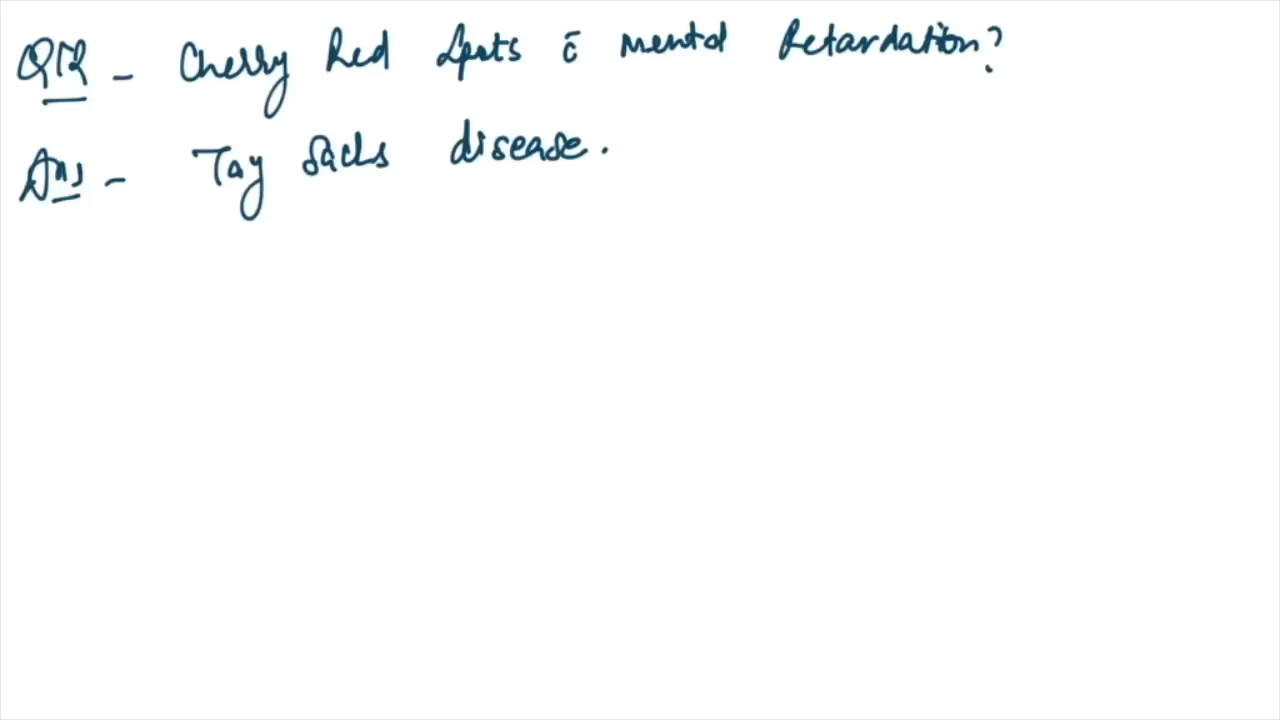 Q12 - Cherry Red Spots c̄ mental Retardation?
Ans - Tay Sachs disease.